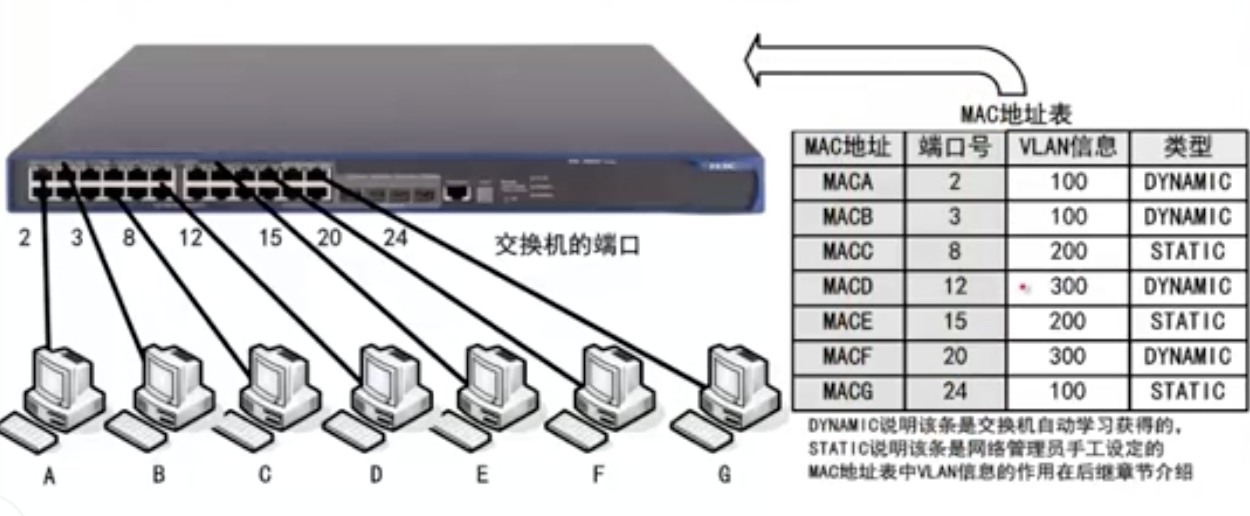 MAC地址表
MAC地址 端口号 VLAN信息 类型
MACA 2 100 DYNAMIC
MACB 3 100 DYNAMIC
MACC 8 200 STATIC
MACD 12 300 DYNAMIC
MACE 15 200 STATIC
MACF 20 300 DYNAMIC
MACG 24 100 STATIC
DYNAMIC说明该条是交换机自动学习获得的,
STATIC说明该条是网络管理员手工设定的
MAC地址表中VLAN信息的作用在后继章节介绍
2 3 8 12 15 20 24 交换机的端口
A B C D E F G